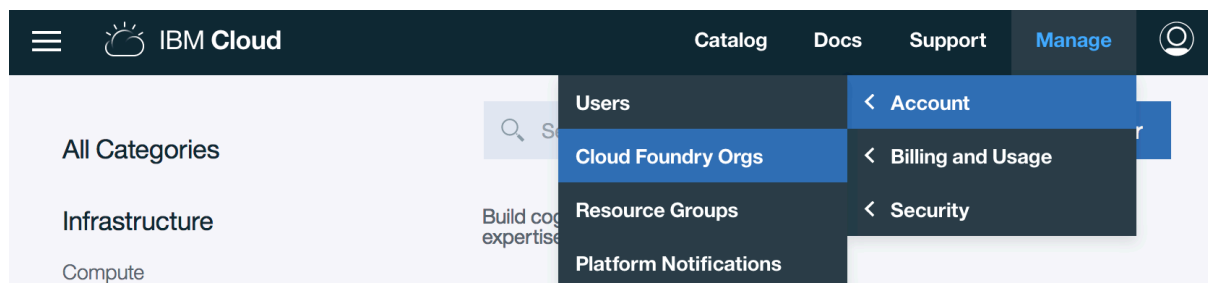 IBM Cloud
Catalog Docs Support Manage
Users
Cloud Foundry Orgs
Resource Groups
Platform Notifications
Account
Billing and Usage
Security
All Categories
Infrastructure
Compute
Build